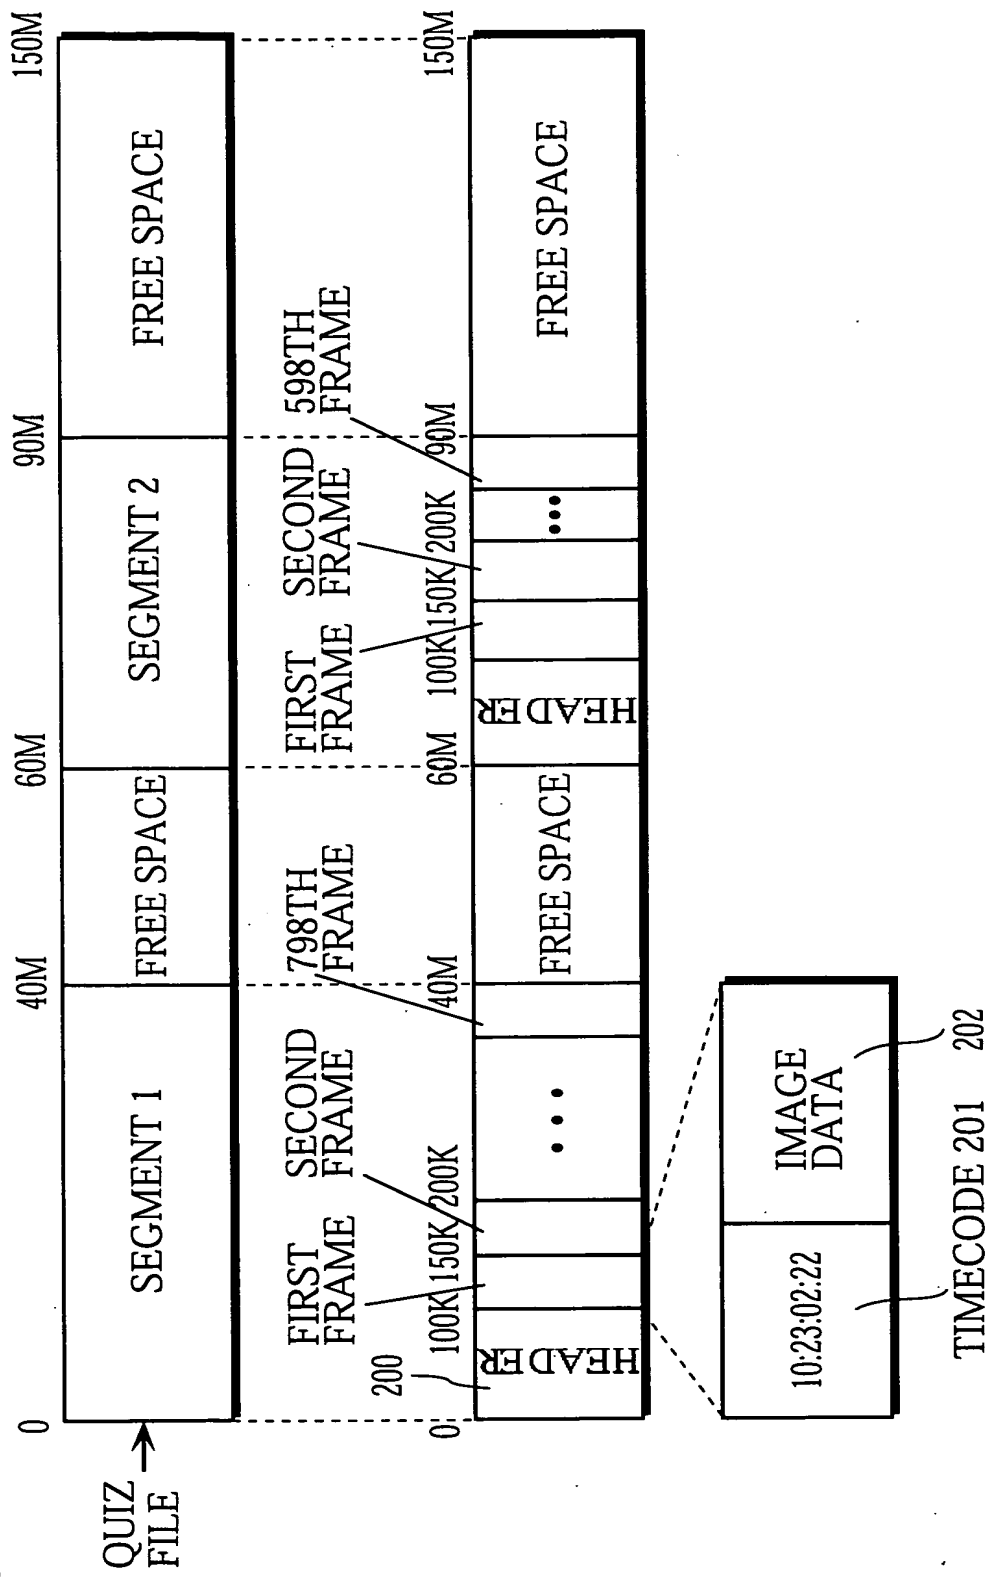 QUIZ
FILE
0
40M
60M
90M
150M
SEGMENT 1
FREE SPACE
SEGMENT 2
FREE SPACE
FIRST
FRAME
SECOND
FRAME
798TH
FRAME
FIRST
FRAME
SECOND
FRAME
598TH
FRAME
200
0
100K
150K
200K
40M
60M
100K
150K
200K
90M
150M
HEADER
•••
FREE SPACE
HEADER
•••
FREE SPACE
10:23:02:22
IMAGE
DATA
TIMECODE 201
202